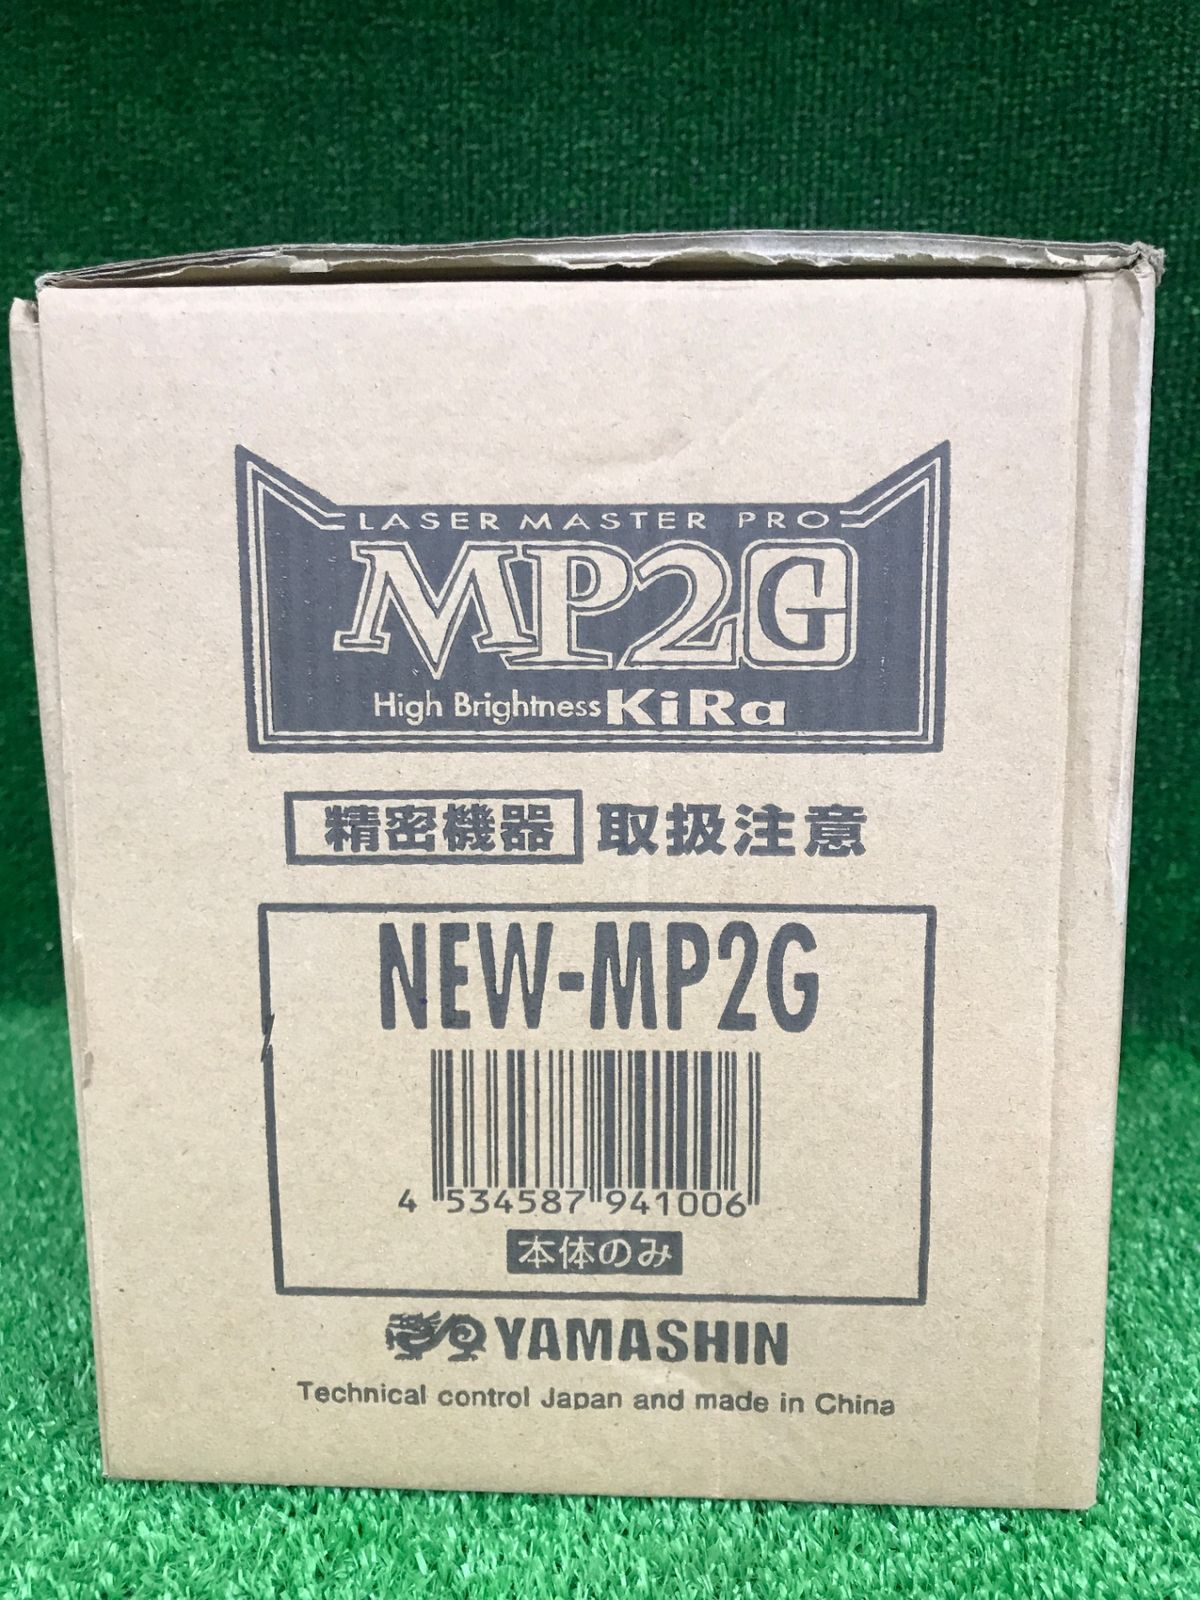 LASER MASTER PRO
MP2G
High Brightness KiRa
精密機器 取扱注意
NEW-MP2G
4 534587 941006
本体のみ
YAMASHIN
Technical control Japan and made in China